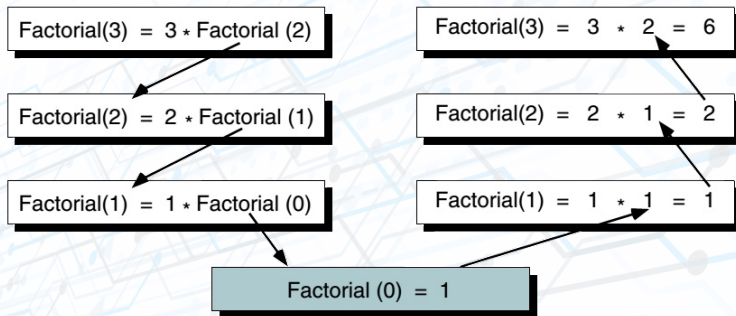 Factorial(3) = 3 * Factorial (2)
Factorial(2) = 2 * Factorial (1)
Factorial(1) = 1 * Factorial (0)
Factorial (0) = 1
Factorial(3) = 3 * 2 = 6
Factorial(2) = 2 * 1 = 2
Factorial(1) = 1 * 1 = 1